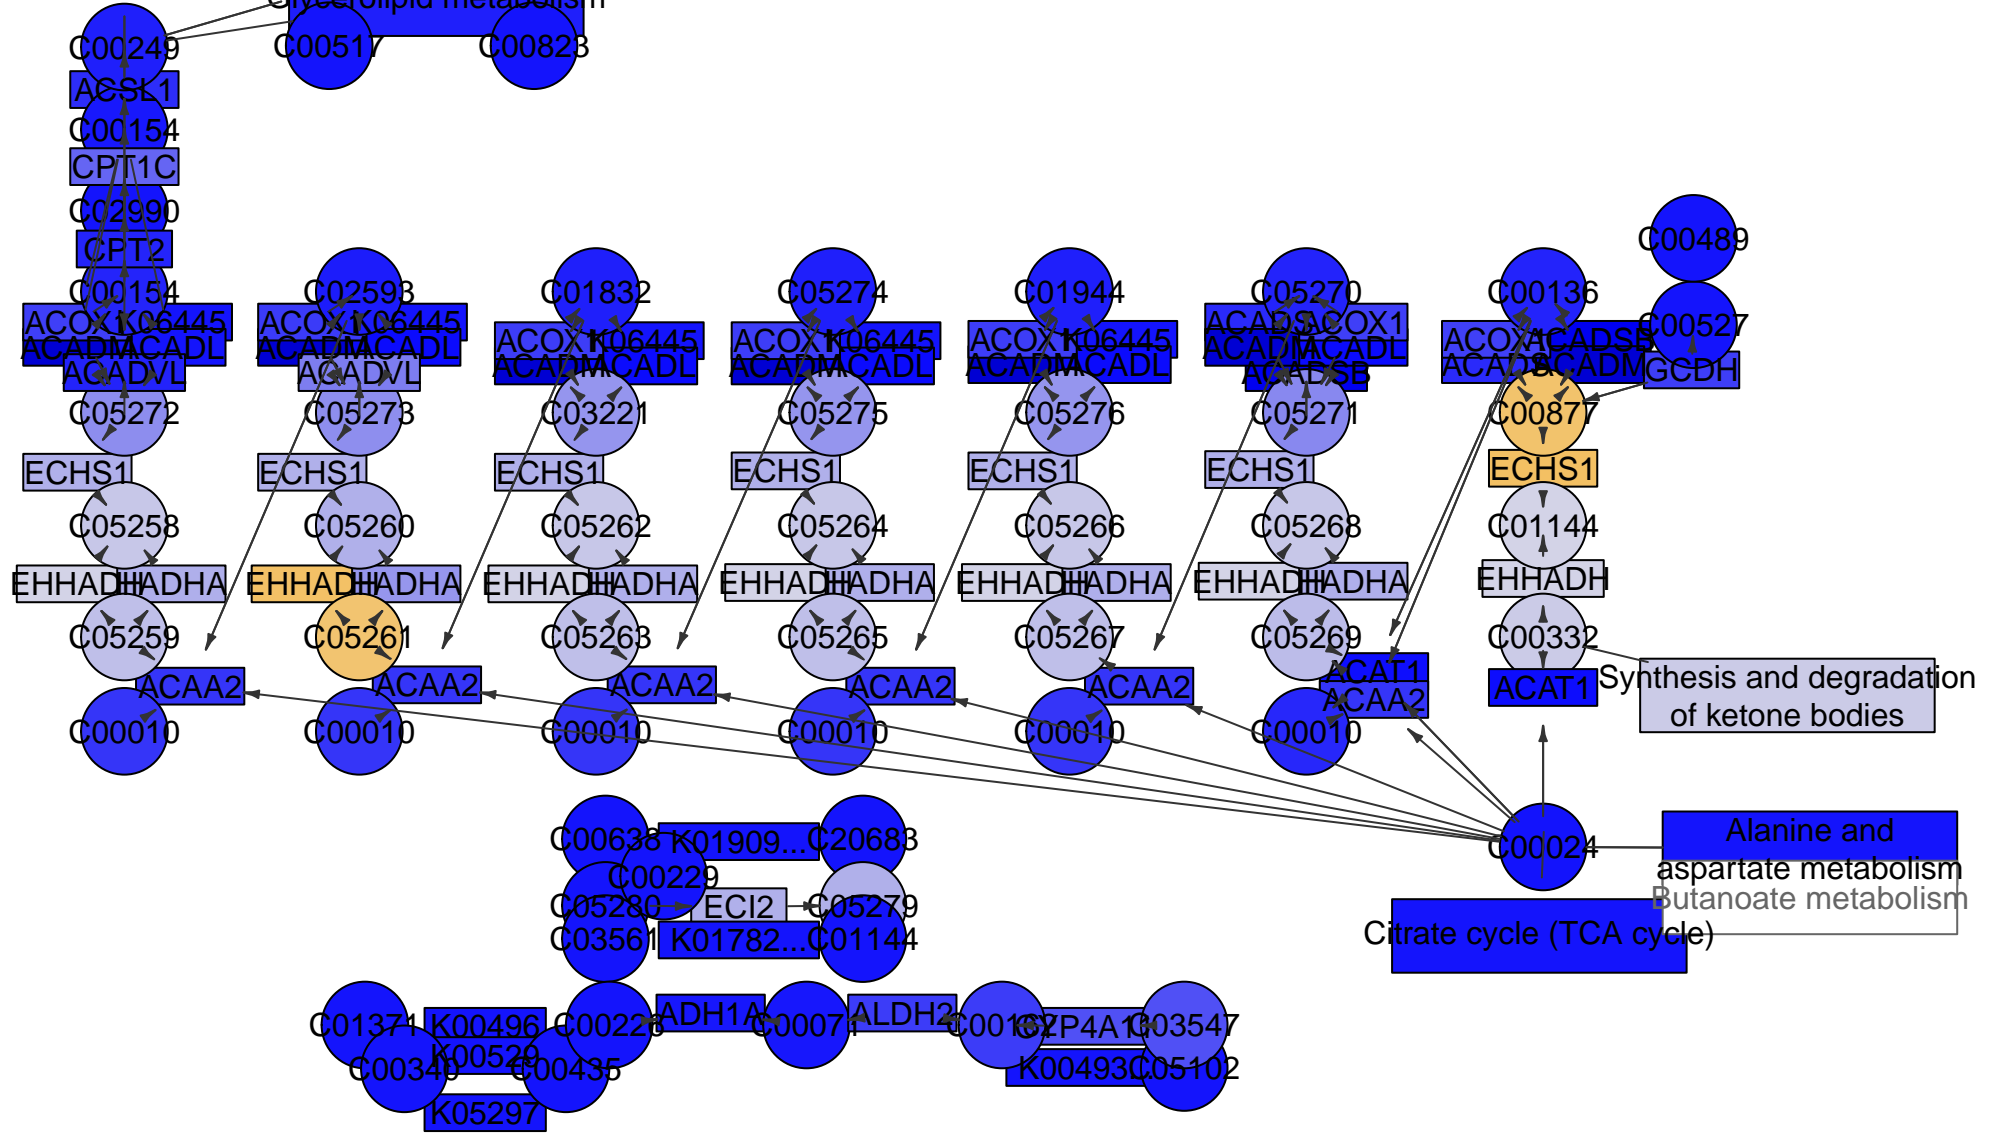 Glycerolipid metabolism
C00249
C00517
C00823
ACSL1
C00154
CPT1C
C02990
C00489
CPT2
C00154
C02593
C01832
C05274
C01944
C05270
C00136
C00527
ACOX1
K06445
ACOX1
K06445
ACOX1
K06445
ACOX1
K06445
ACOX1
K06445
ACADS
ACOX1
ACOX1
ACADSB
ACADM
ACADL
ACADM
ACADL
ACADM
ACADL
ACADM
ACADL
ACADM
ACADL
ACADM
ACADL
ACADS
ACADM
GCDH
ACADVL
ACADVL
ACADSB
C05272
C05273
C03221
C05275
C05276
C05271
C00877
ECHS1
ECHS1
ECHS1
ECHS1
ECHS1
ECHS1
ECHS1
C05258
C05260
C05262
C05264
C05266
C05268
C01144
EHHADH
HADHA
EHHADH
HADHA
EHHADH
HADHA
EHHADH
HADHA
EHHADH
HADHA
EHHADH
HADHA
EHHADH
C05259
C05261
C05263
C05265
C05267
C05269
C00332
ACAA2
ACAA2
ACAA2
ACAA2
ACAA2
ACAT1
ACAA2
ACAT1
Synthesis and degradation
of ketone bodies
C00010
C00010
C00010
C00010
C00010
C00010
C00638
K01909...
C20683
C00229
C00024
Alanine and
aspartate metabolism
Butanoate metabolism
C05280
ECI2
C05279
C03561
K01782...
C01144
Citrate cycle (TCA cycle)
C01371
K00496
C00226
ADH1A
C00071
ALDH2
C00162
CYP4A11
C03547
K00529
C00340
C00435
K00493...
C05102
K05297